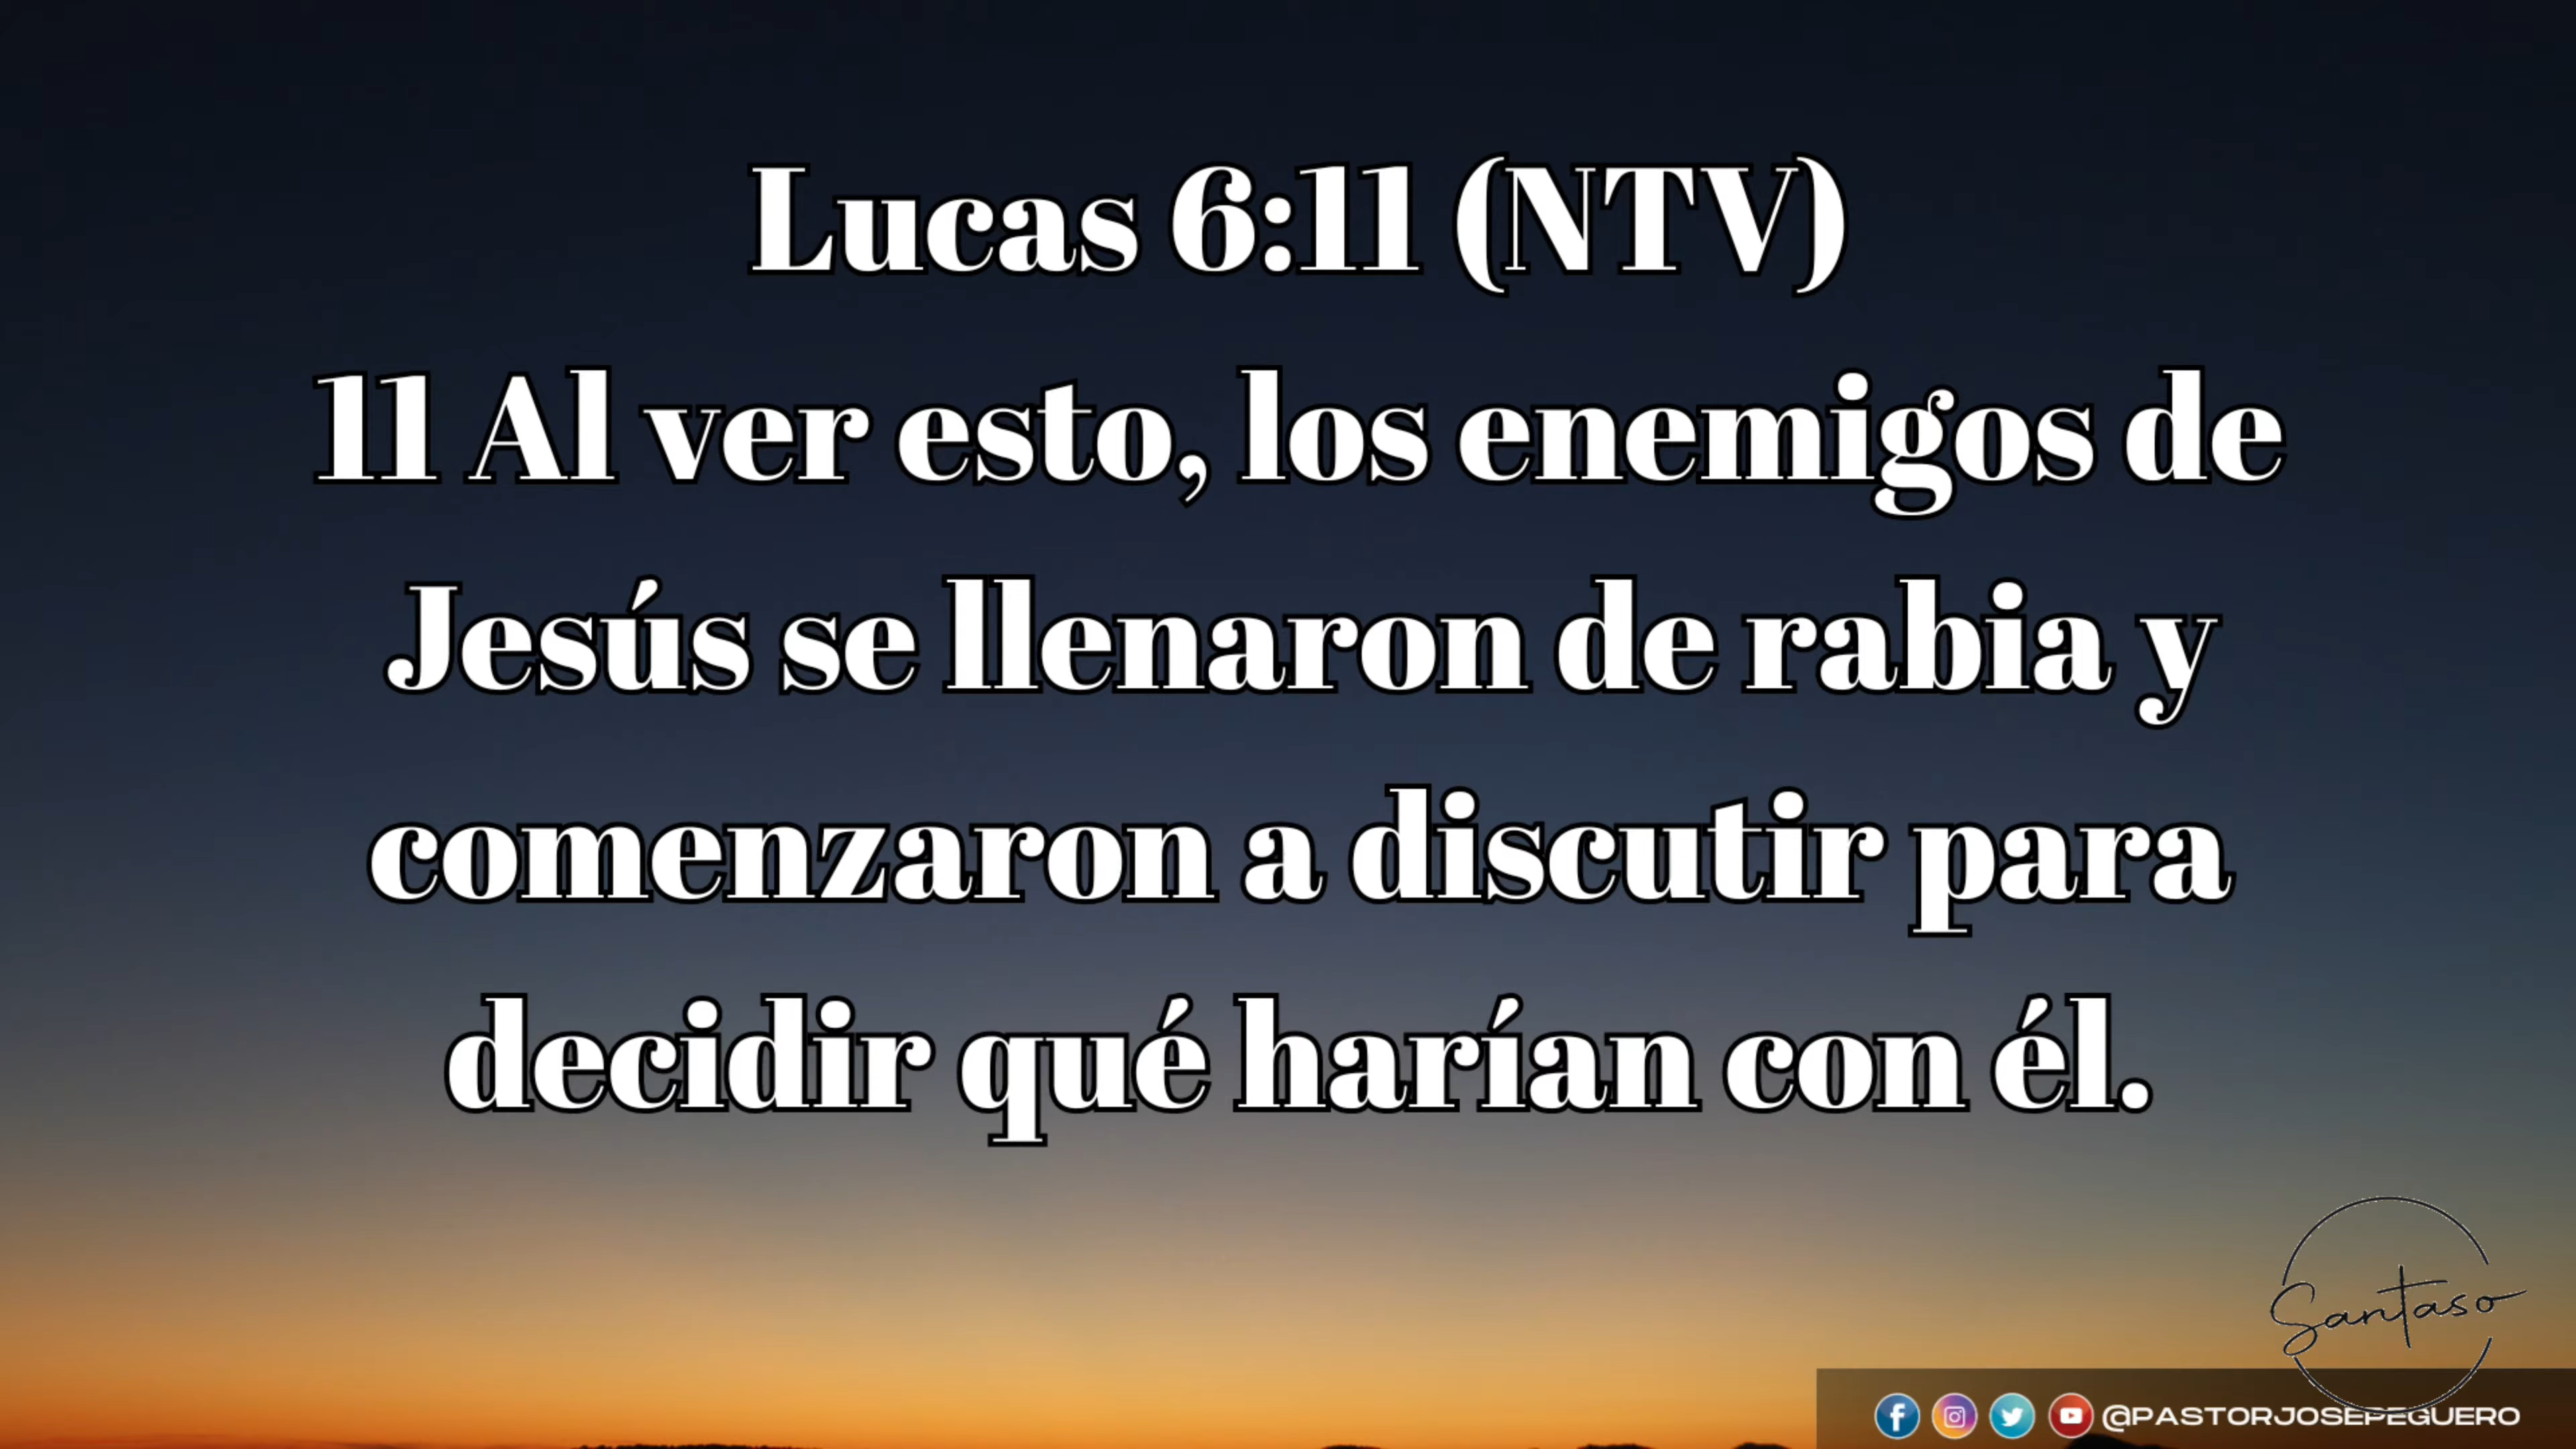 Lucas 6:11 (NTV)
11 Al ver esto, los enemigos de
Jesús se llenaron de rabia y
comenzaron a discutir para
decidir qué harían con él.
Santaso
@PASTORJOSEPEGUERO